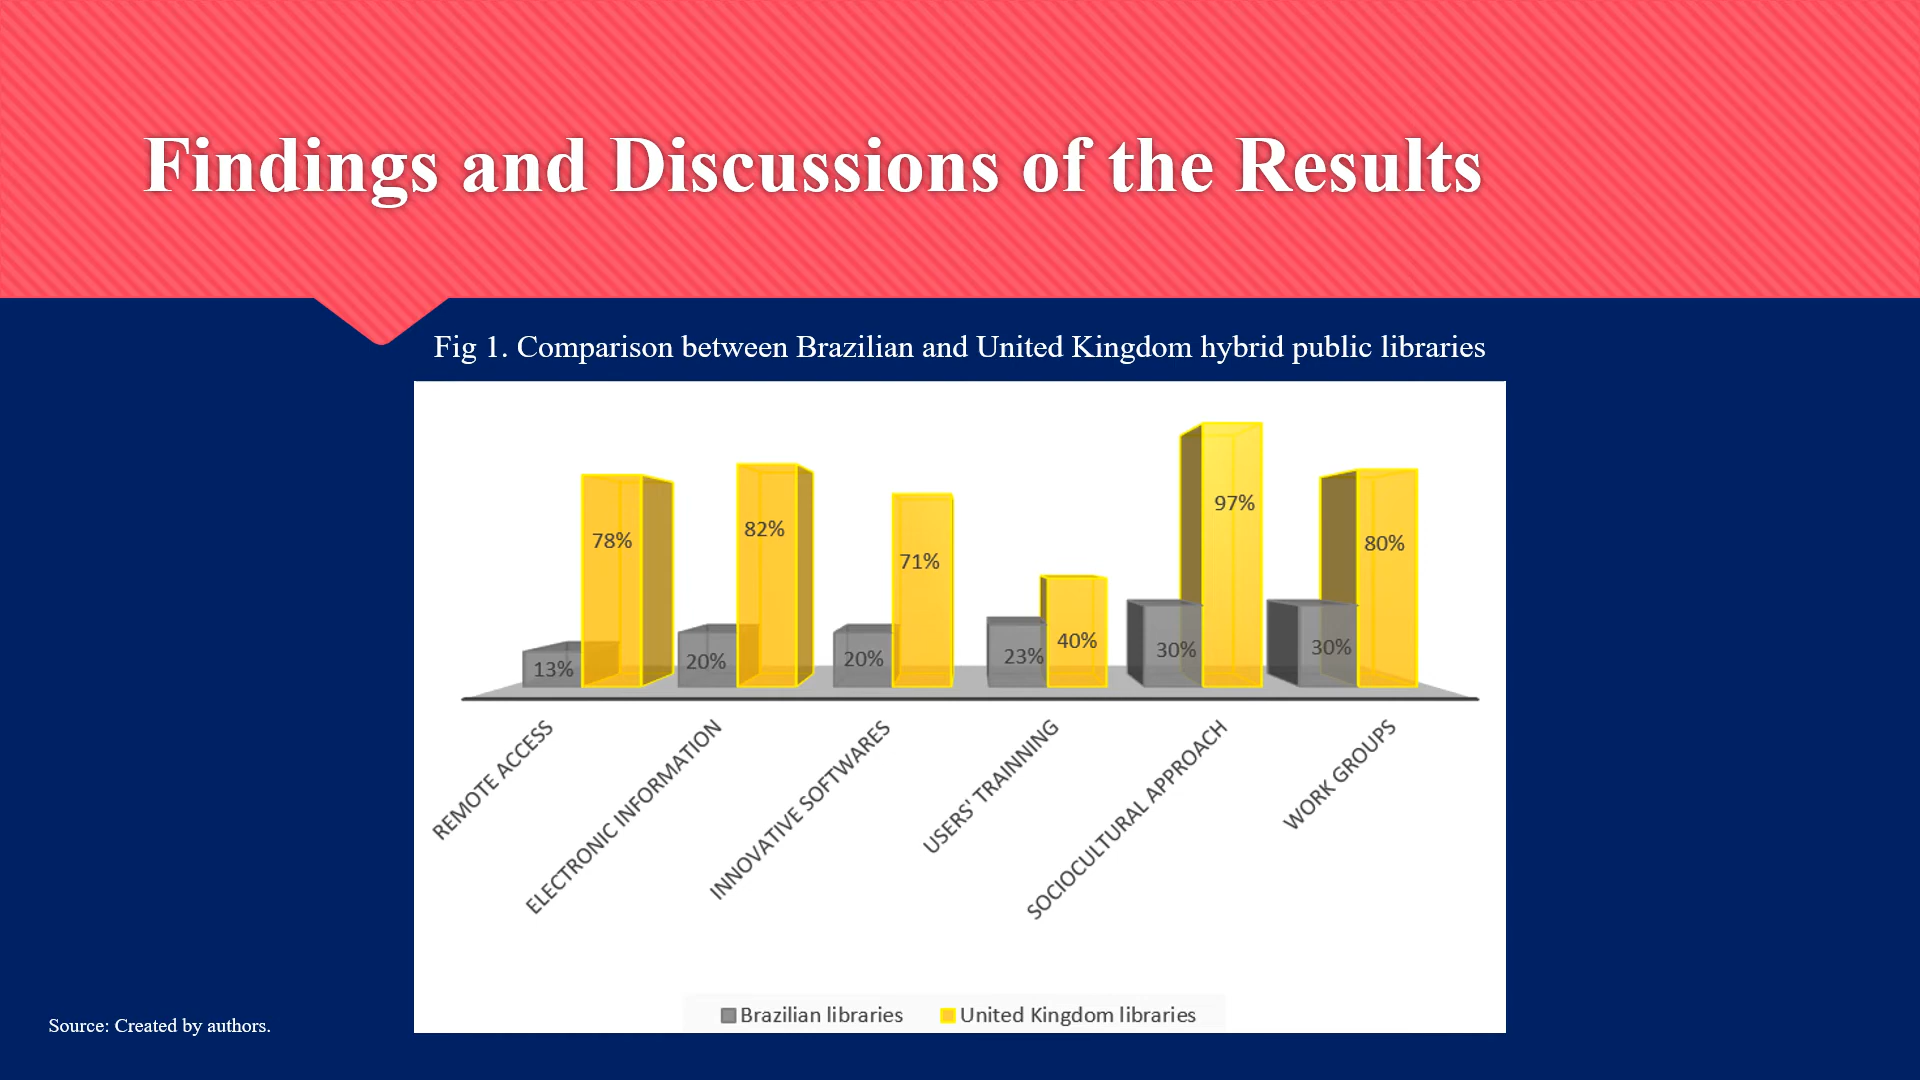 Findings and Discussions of the Results
Fig 1. Comparison between Brazilian and United Kingdom hybrid public libraries
78%
82%
71%
97%
80%
13%
20%
20%
23%
40%
30%
30%
REMOTE ACCESS
ELECTRONIC INFORMATION
INNOVATIVE SOFTWARES
USERS' TRAINNING
SOCIOCULTURAL APPROACH
WORK GROUPS
Brazilian libraries
United Kingdom libraries
Source: Created by authors.